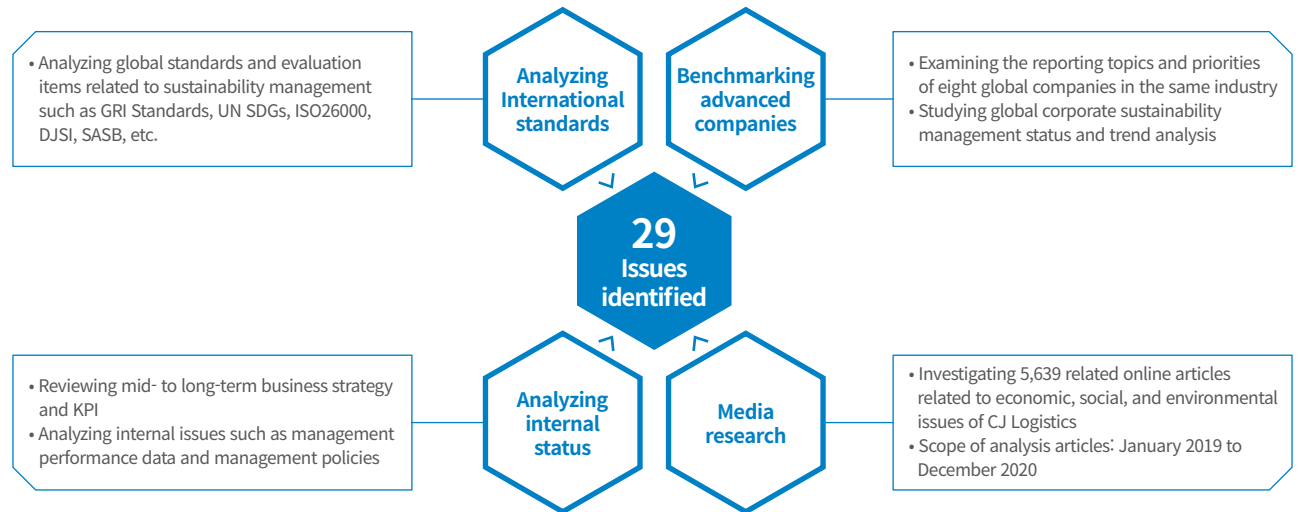 • Analyzing global standards and evaluation
items related to sustainability management
such as GRI Standards, UN SDGs, ISO26000,
DJSI, SASB, etc.
Analyzing
International
standards
Benchmarking
advanced
companies
• Examining the reporting topics and priorities
of eight global companies in the same industry
• Studying global corporate sustainability
management status and trend analysis
29
Issues
identified
• Reviewing mid- to long-term business strategy
and KPI
• Analyzing internal issues such as management
performance data and management policies
Analyzing
internal
status
Media
research
• Investigating 5,639 related online articles
related to economic, social, and environmental
issues of CJ Logistics
• Scope of analysis articles: January 2019 to
December 2020